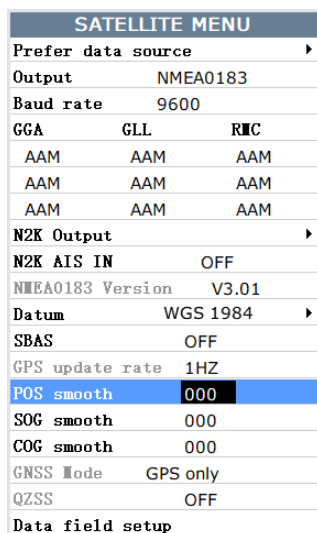 SATELLITE MENU
Prefer data source
Output NMEA0183
Baud rate 9600
GGA GLL RMC
AAM AAM AAM
AAM AAM AAM
AAM AAM AAM
N2K Output
N2K AIS IN OFF
NMEA0183 Version V3.01
Datum WGS 1984
SBAS OFF
GPS update rate 1HZ
POS smooth 000
SOG smooth 000
COG smooth 000
GNSS Mode GPS only
QZSS OFF
Data field setup